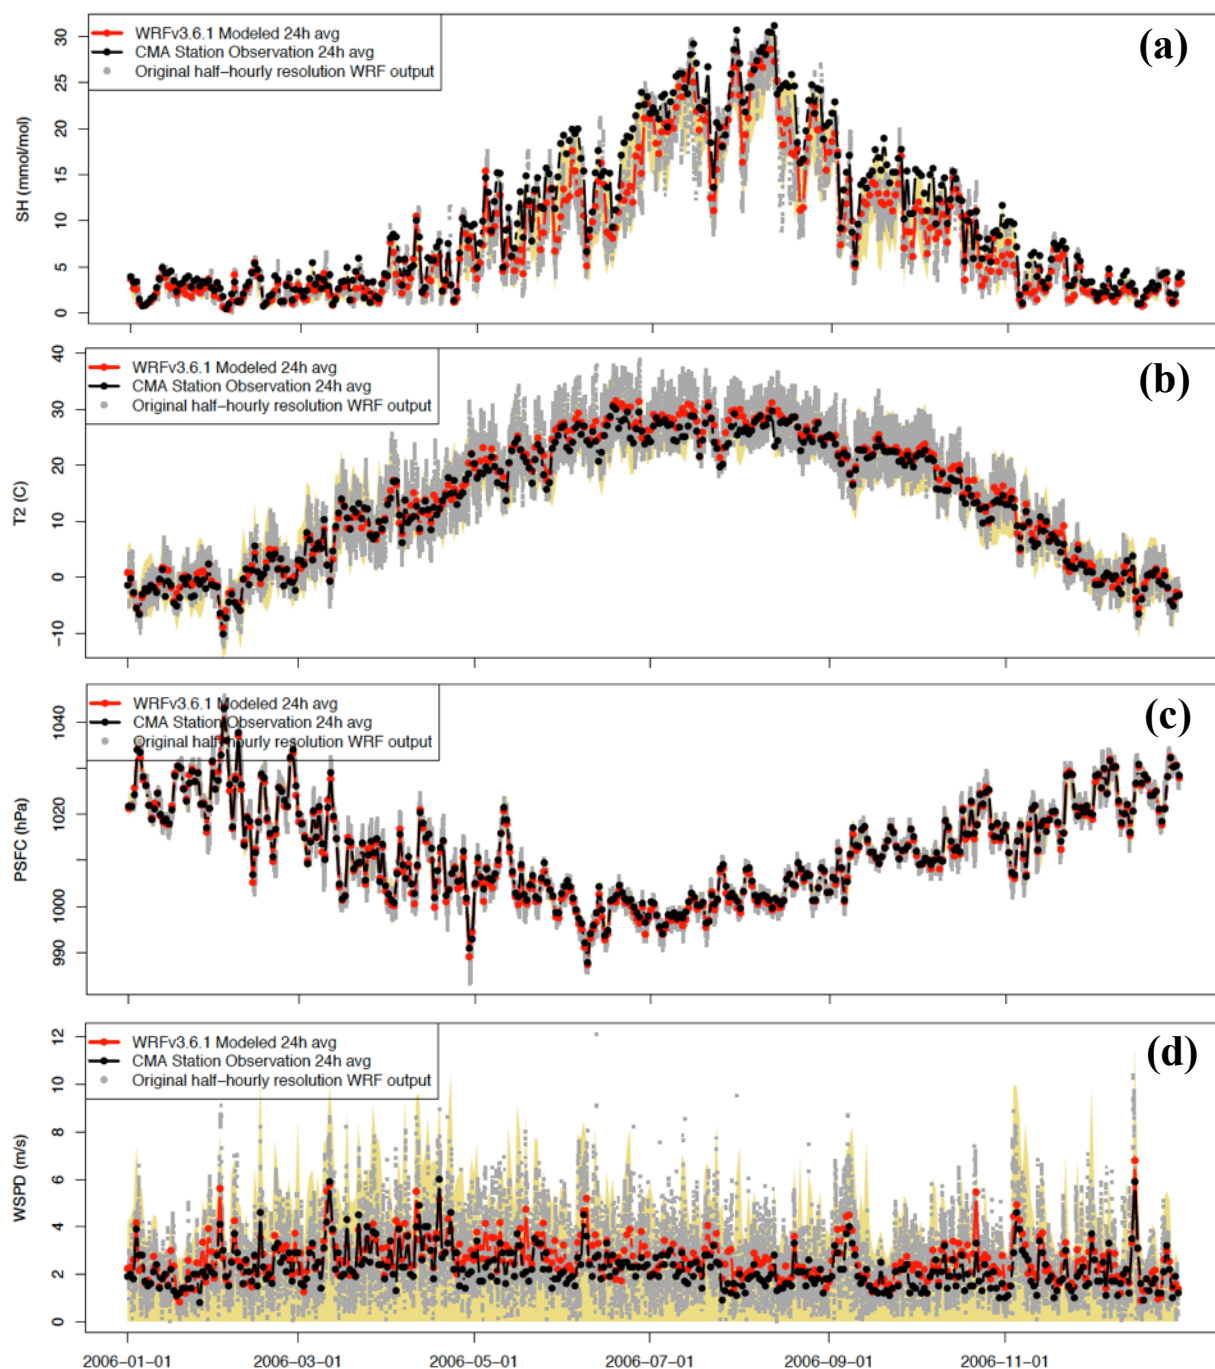 (a)
WRFv3.6.1 Modeled 24h avg
CMA Station Observation 24h avg
Original half-hourly resolution WRF output
SH (mmol/mol)
30
25
20
15
10
5
0
(b)
WRFv3.6.1 Modeled 24h avg
CMA Station Observation 24h avg
Original half-hourly resolution WRF output
T2 (C)
40
30
20
10
0
-10
(c)
WRFv3.6.1 Modeled 24h avg
CMA Station Observation 24h avg
Original half-hourly resolution WRF output
PSFC (hPa)
1040
1020
1000
990
(d)
WRFv3.6.1 Modeled 24h avg
CMA Station Observation 24h avg
Original half-hourly resolution WRF output
WSPD (m/s)
12
10
8
6
4
2
0
2006-01-01 2006-03-01 2006-05-01 2006-07-01 2006-09-01 2006-11-01